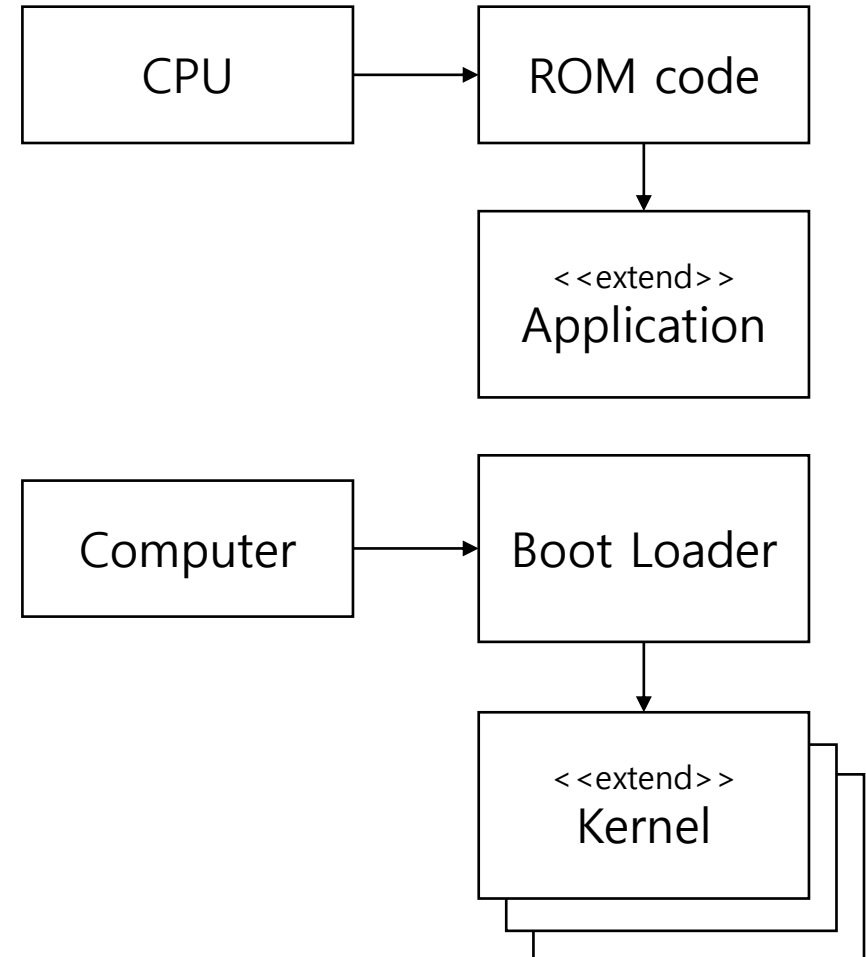 CPU
ROM code
<<extend>>
Application
Computer
Boot Loader
<<extend>>
Kernel